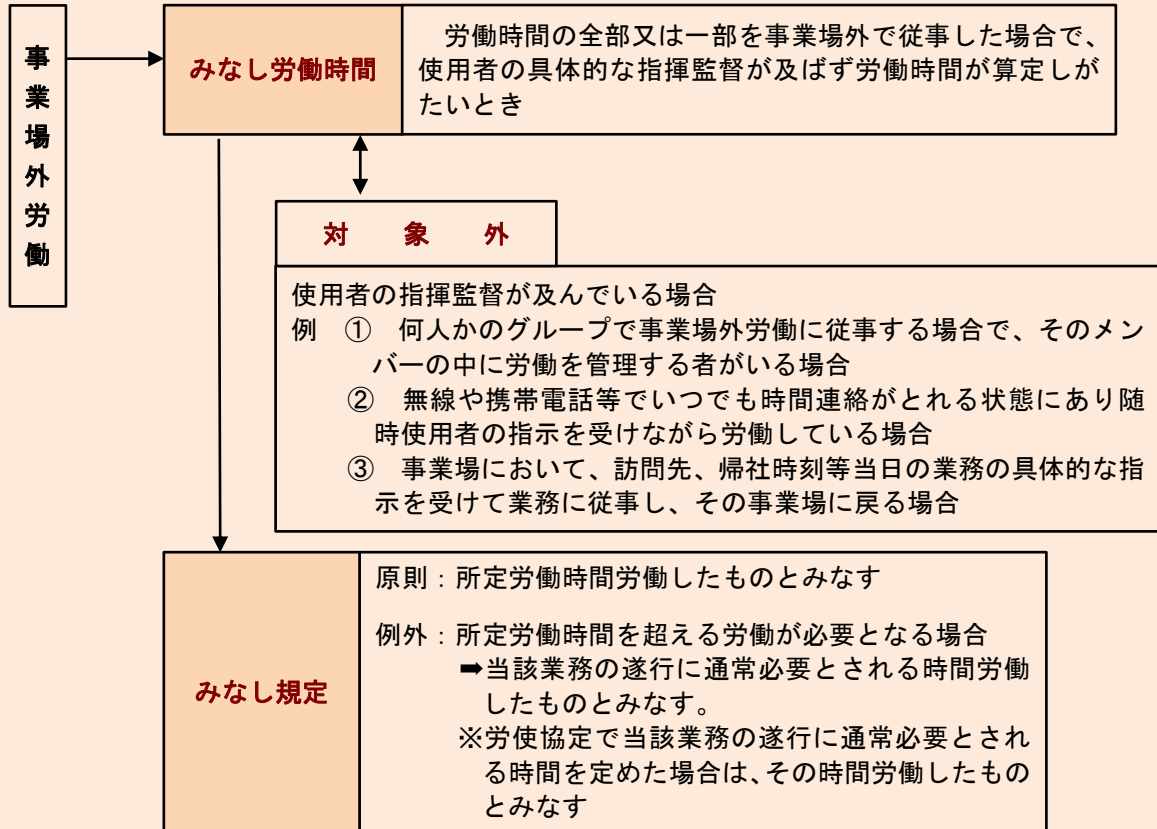 事業場外労働
みなし労働時間
労働時間の全部又は一部を事業場外で従事した場合で、
使用者の具体的な指揮監督が及ばず労働時間が算定しが
たいとき
対　象　外
使用者の指揮監督が及んでいる場合
例　①　何人かのグループで事業場外労働に従事する場合で、そのメン
バーの中に労働を管理する者がいる場合
②　無線や携帯電話等でいつでも時間連絡がとれる状態にあり随
時使用者の指示を受けながら労働している場合
③　事業場において、訪問先、帰社時刻等当日の業務の具体的な指
示を受けて業務に従事し、その事業場に戻る場合
みなし規定
原則：所定労働時間労働したものとみなす
例外：所定労働時間を超える労働が必要となる場合
➡当該業務の遂行に通常必要とされる時間労働
したものとみなす。
※労使協定で当該業務の遂行に通常必要とされ
る時間を定めた場合は、その時間労働したもの
とみなす